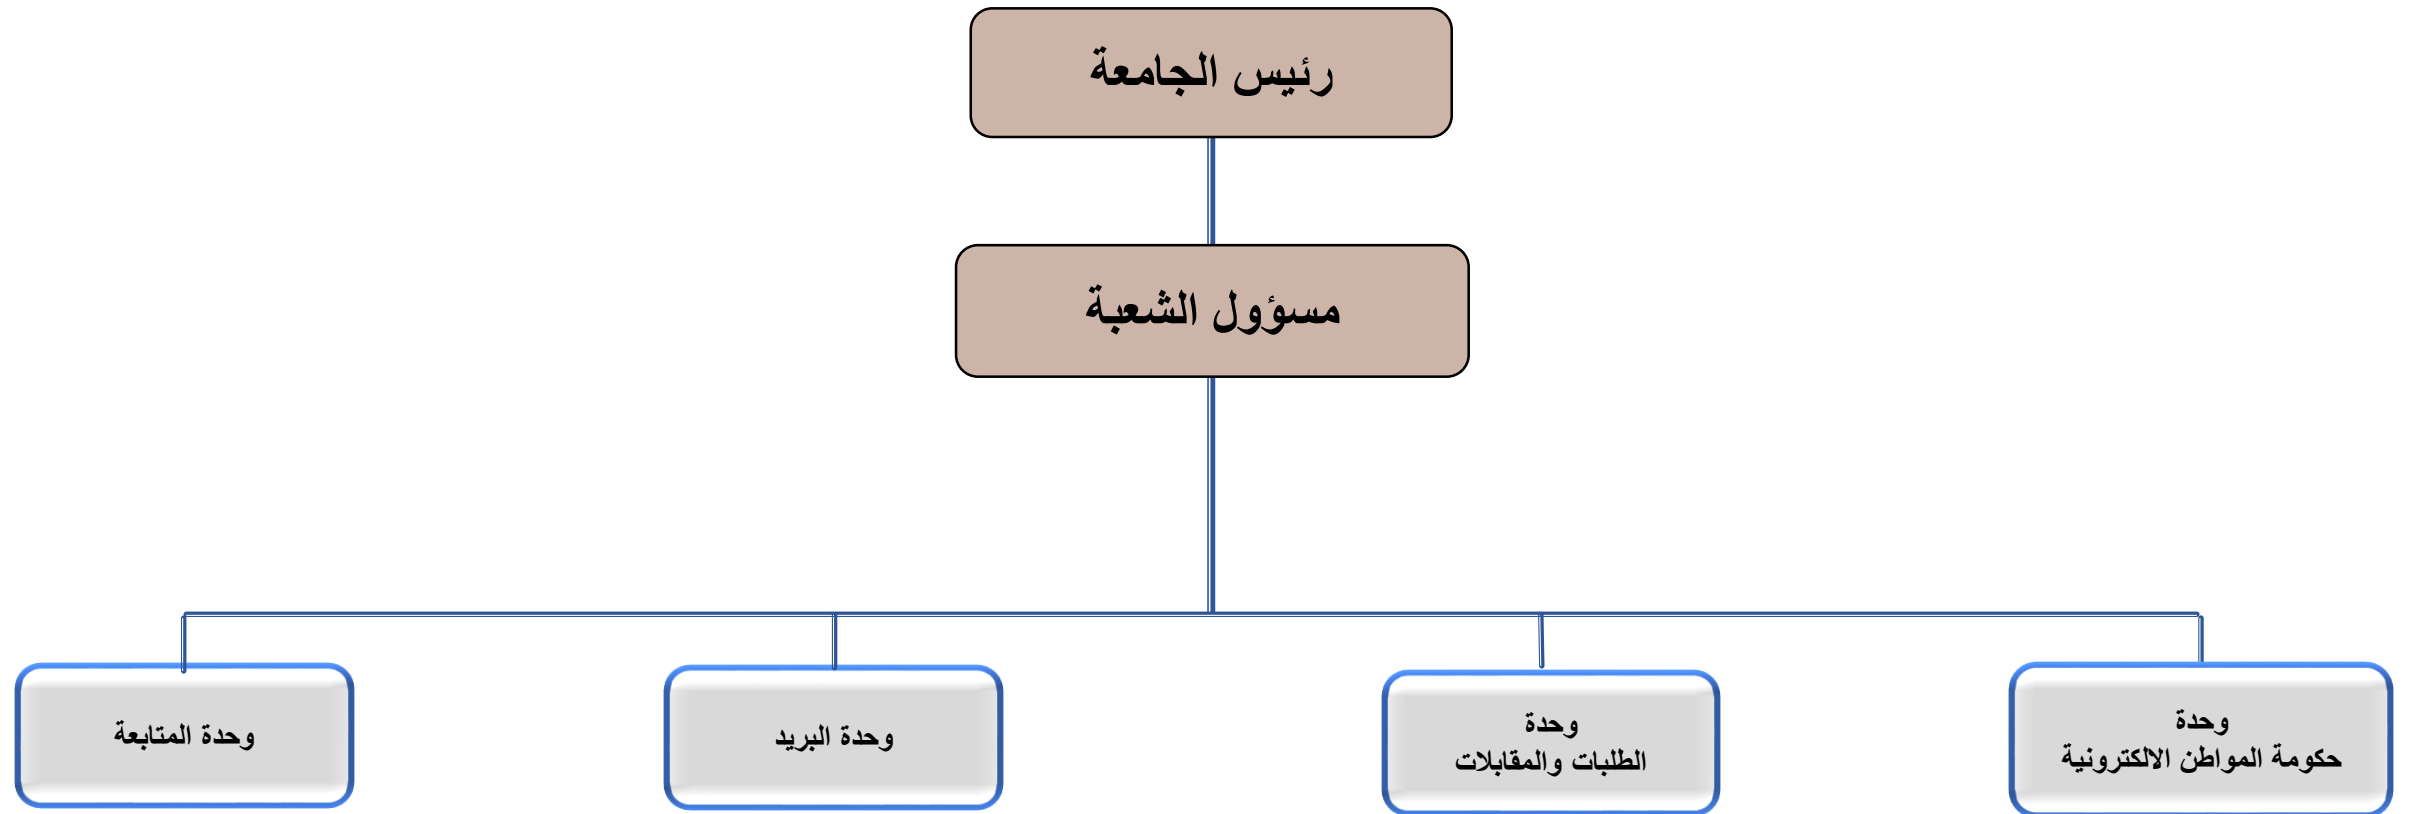 رئيس الجامعة
مسؤول الشعبة
وحدة
حكومة المواطن الالكترونية
وحدة
الطلبات والمقابلات
وحدة البريد
وحدة المتابعة